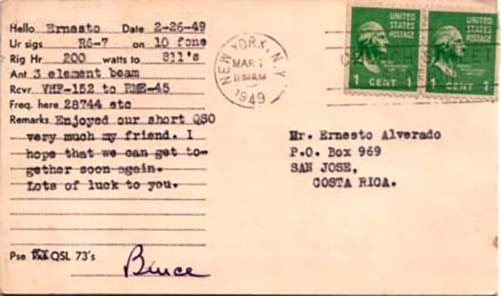 Hello Ernesto Date 2-26-49
Ur sigs R6-7 on 10 fone
Rig Hr 200 watts to 811's
Ant 3 element beam
Rcvr VHF-152 to RME-45
Freq. here 28744 etc
Remarks Enjoyed our short QSO
very much my friend. I
hope that we can get to-
gether soon again.
Lots of luck to you.
Pse QSL 73's
Bruce
NEW YORK, N.Y.
MAR 1
1949
UNITED
STATES
POSTAGE
1 CENT 1
UNITED
STATES
POSTAGE
1 CENT 1
Mr. Ernesto Alverado
P.O. Box 969
SAN JOSE,
COSTA RICA.